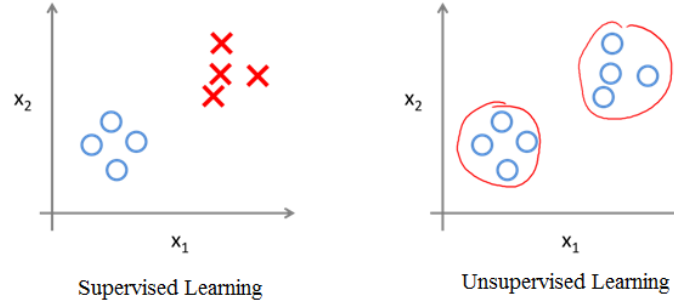 x2
x1
Supervised Learning
x2
x1
Unsupervised Learning